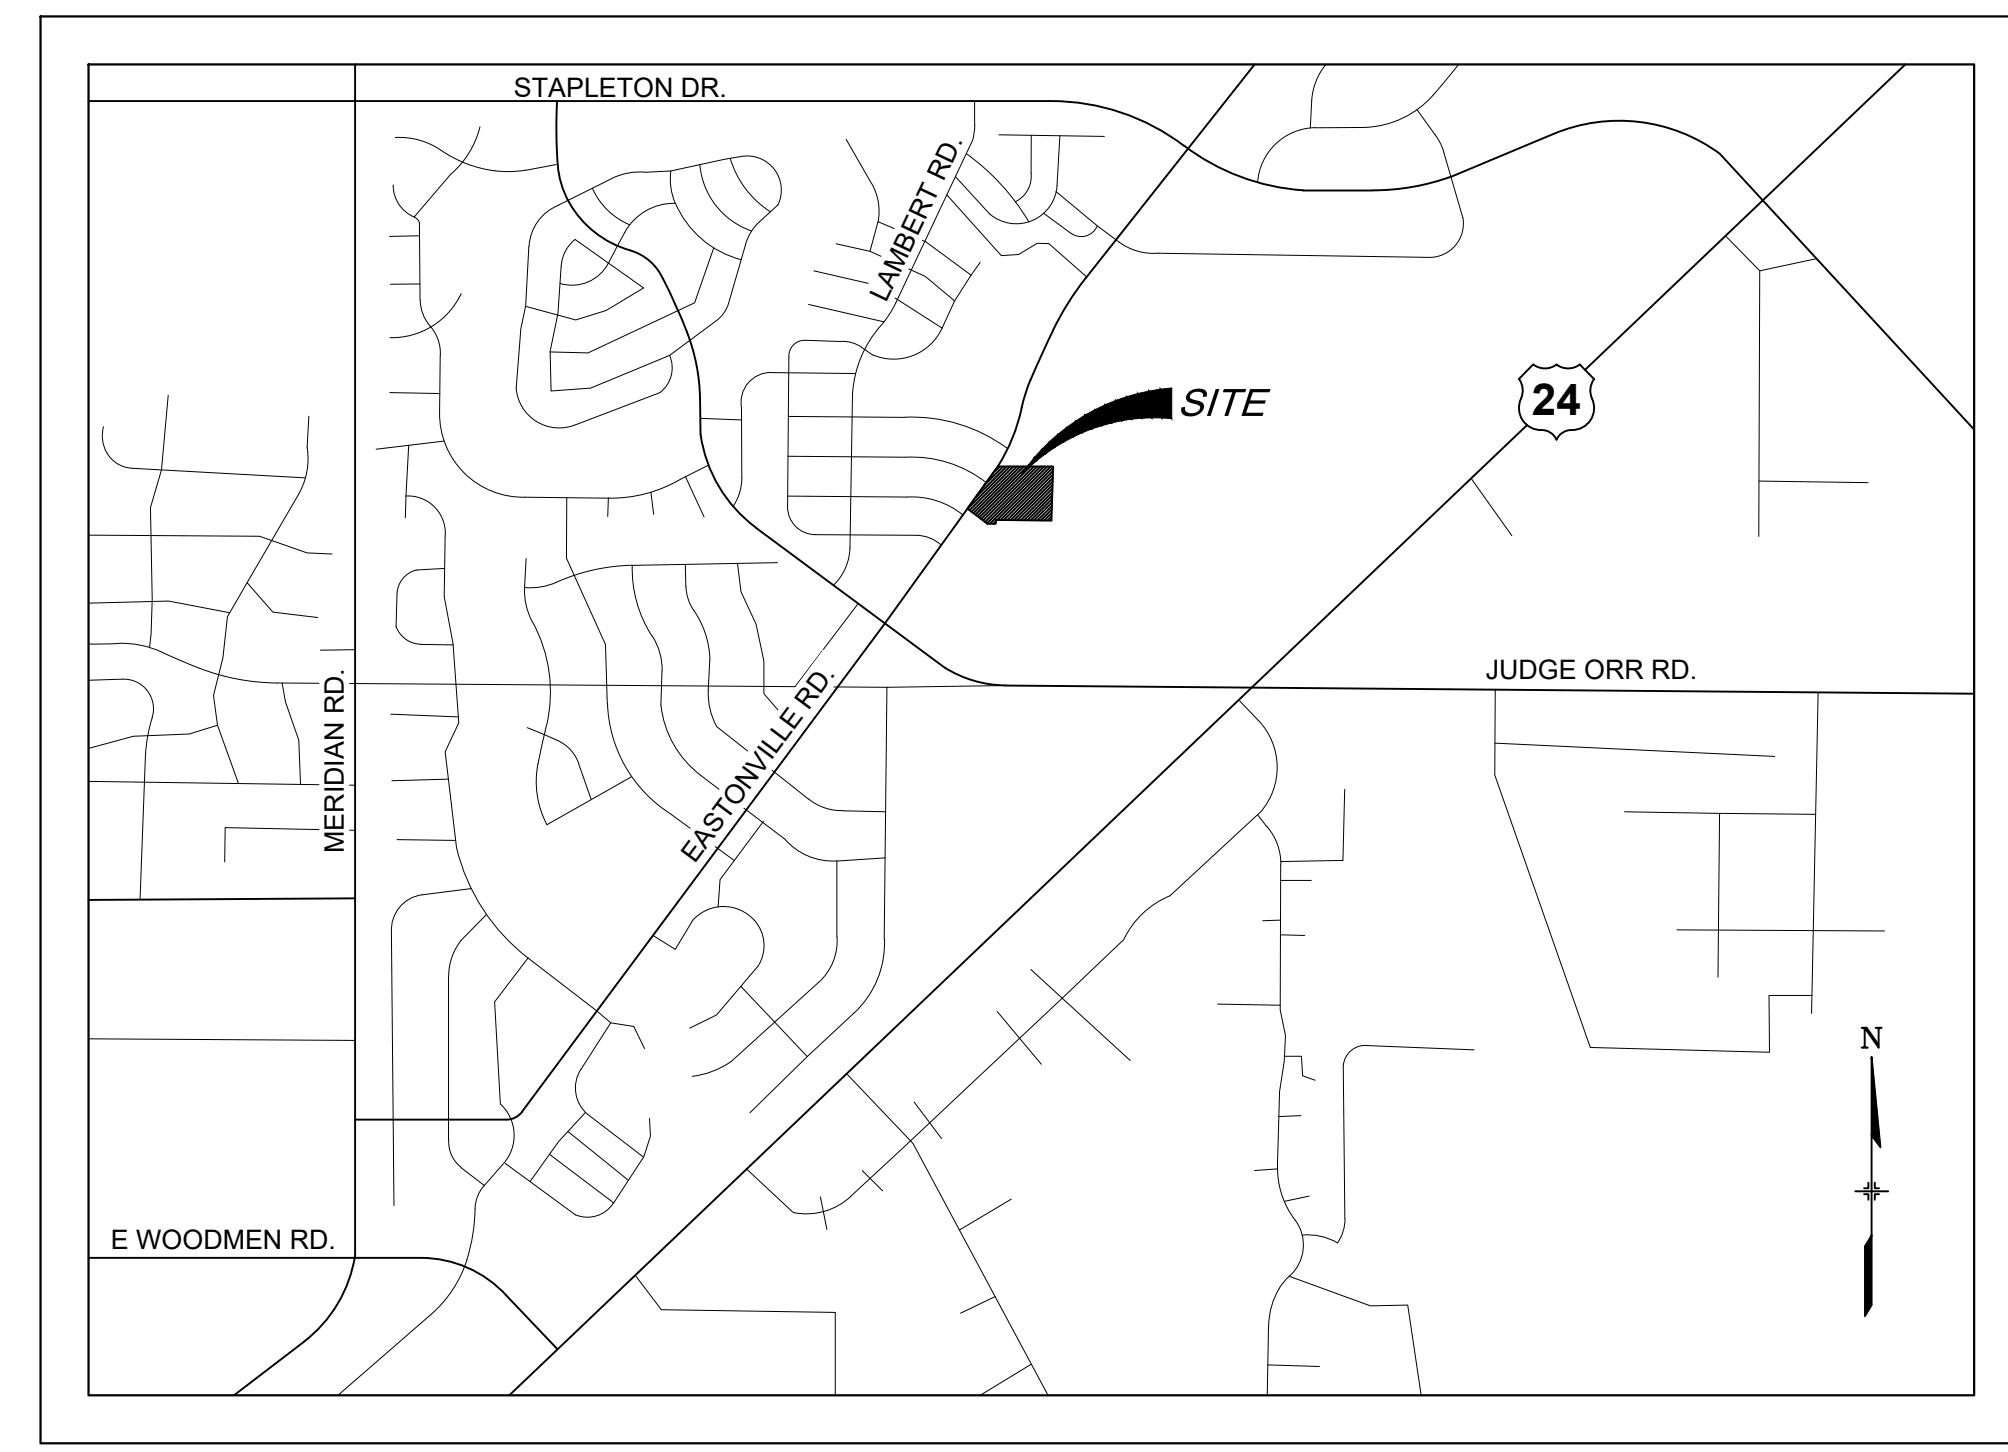 STAPLETON DR.
LAMBERT RD.
SITE
24
JUDGE ORR RD.
MERIDIAN RD.
EASTONVILLE RD.
N
E WOODMEN RD.